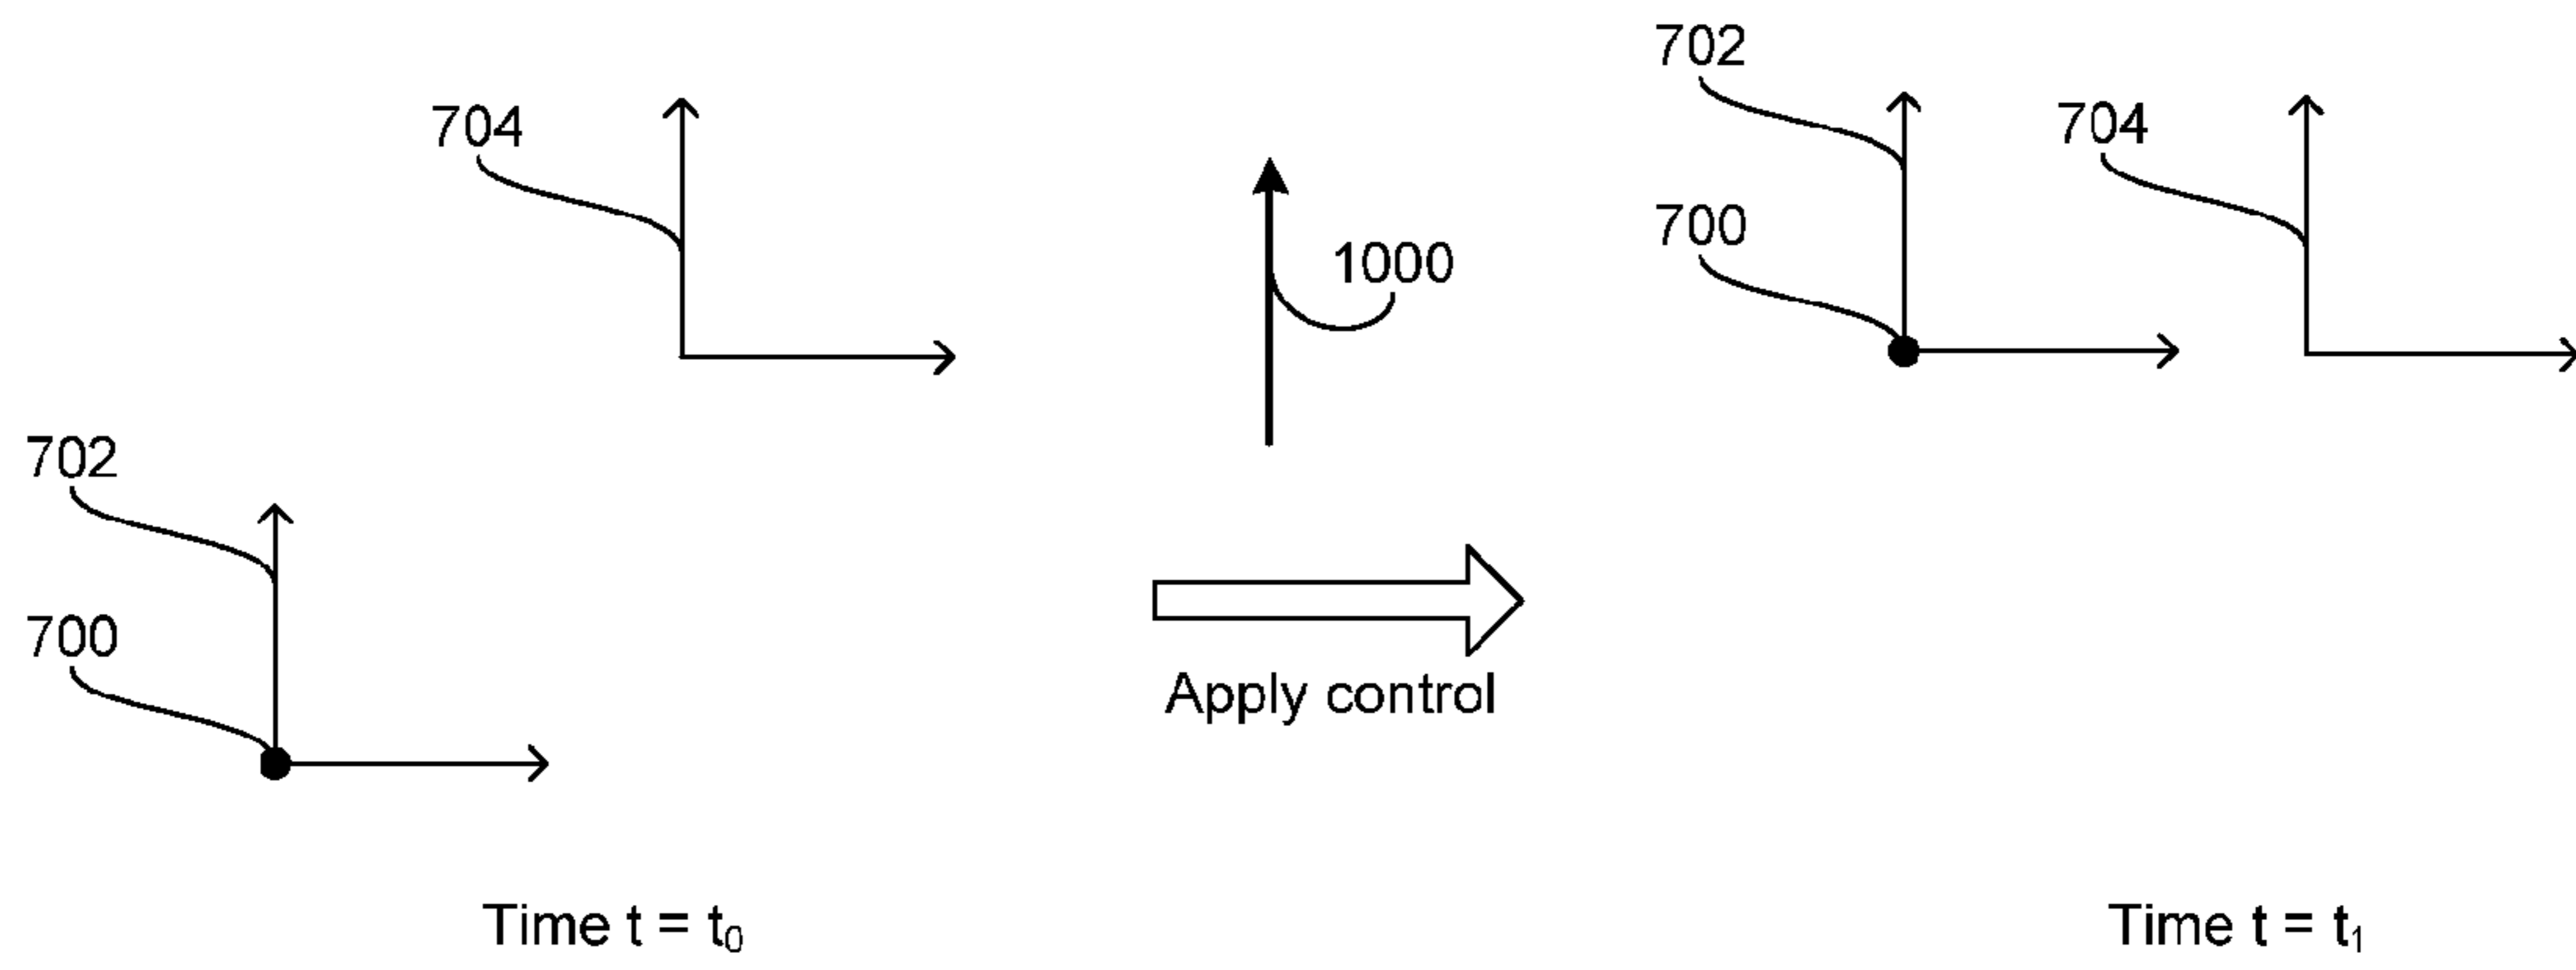 704
702
700
Time t = t₀
1000
Apply control
702
704
700
Time t = t₁